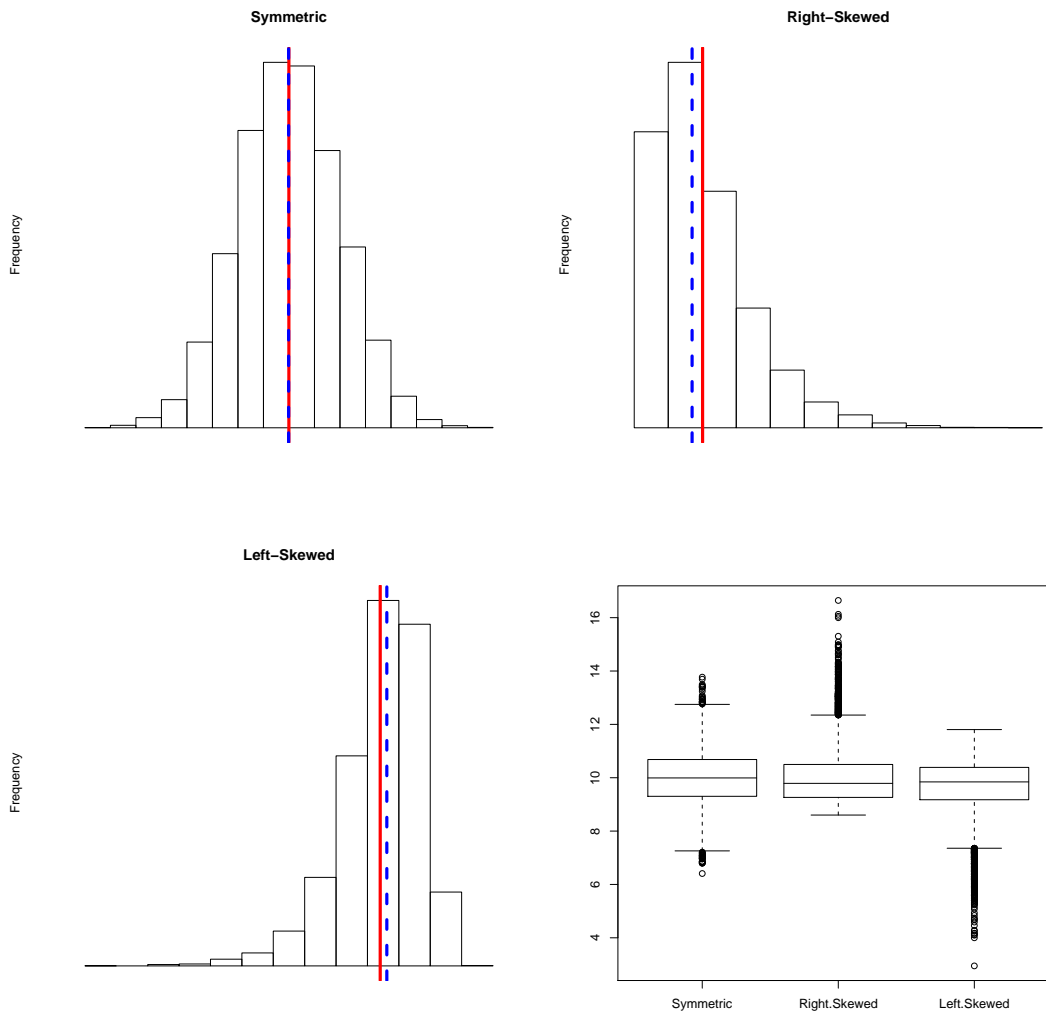 Symmetric
Frequency
Right−Skewed
Frequency
Left−Skewed
Frequency
16
14
12
10
8
6
4
Symmetric Right.Skewed Left.Skewed